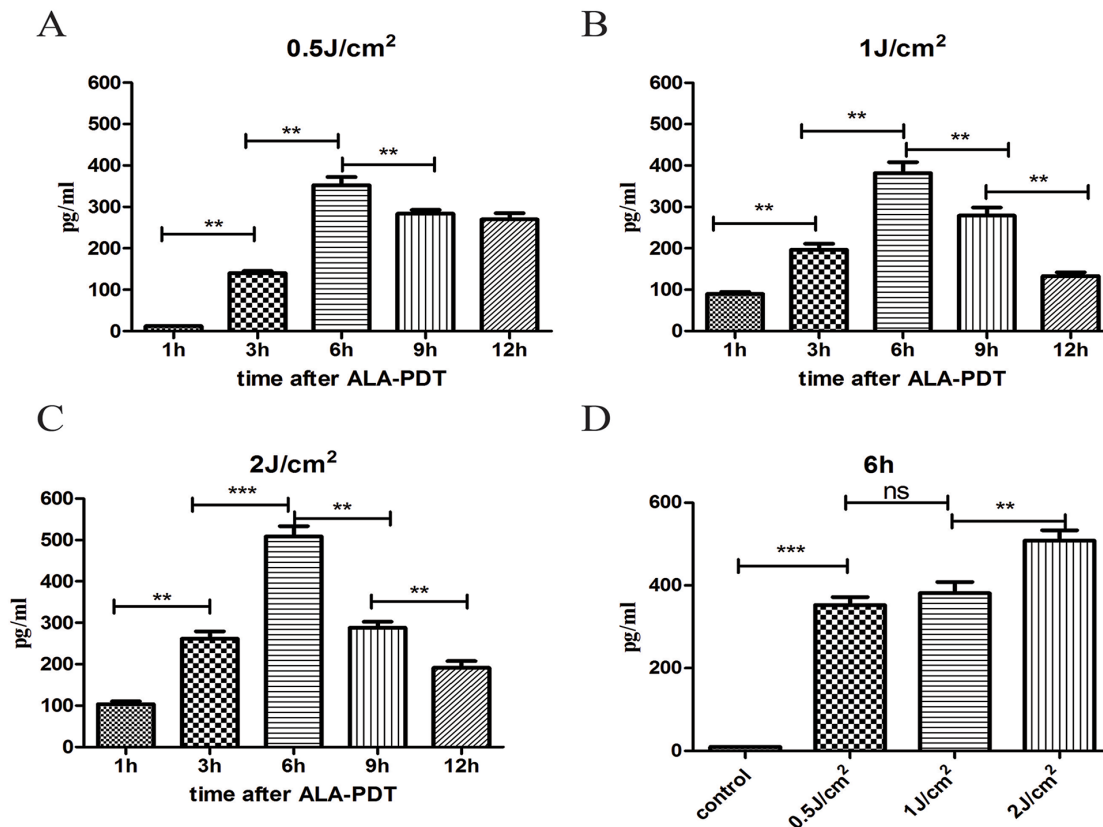 A
0.5J/cm²
600
500
400
300
200
100
0
pg/ml
**
**
**
1h 3h 6h 9h 12h
time after ALA-PDT
B
1J/cm²
600
500
400
300
200
100
0
pg/ml
**
**
**
**
1h 3h 6h 9h 12h
time after ALA-PDT
C
2J/cm²
600
500
400
300
200
100
0
pg/ml
**
***
**
**
1h 3h 6h 9h 12h
time after ALA-PDT
D
6h
600
400
200
0
pg/ml
***
ns
**
control 0.5J/cm² 1J/cm² 2J/cm²